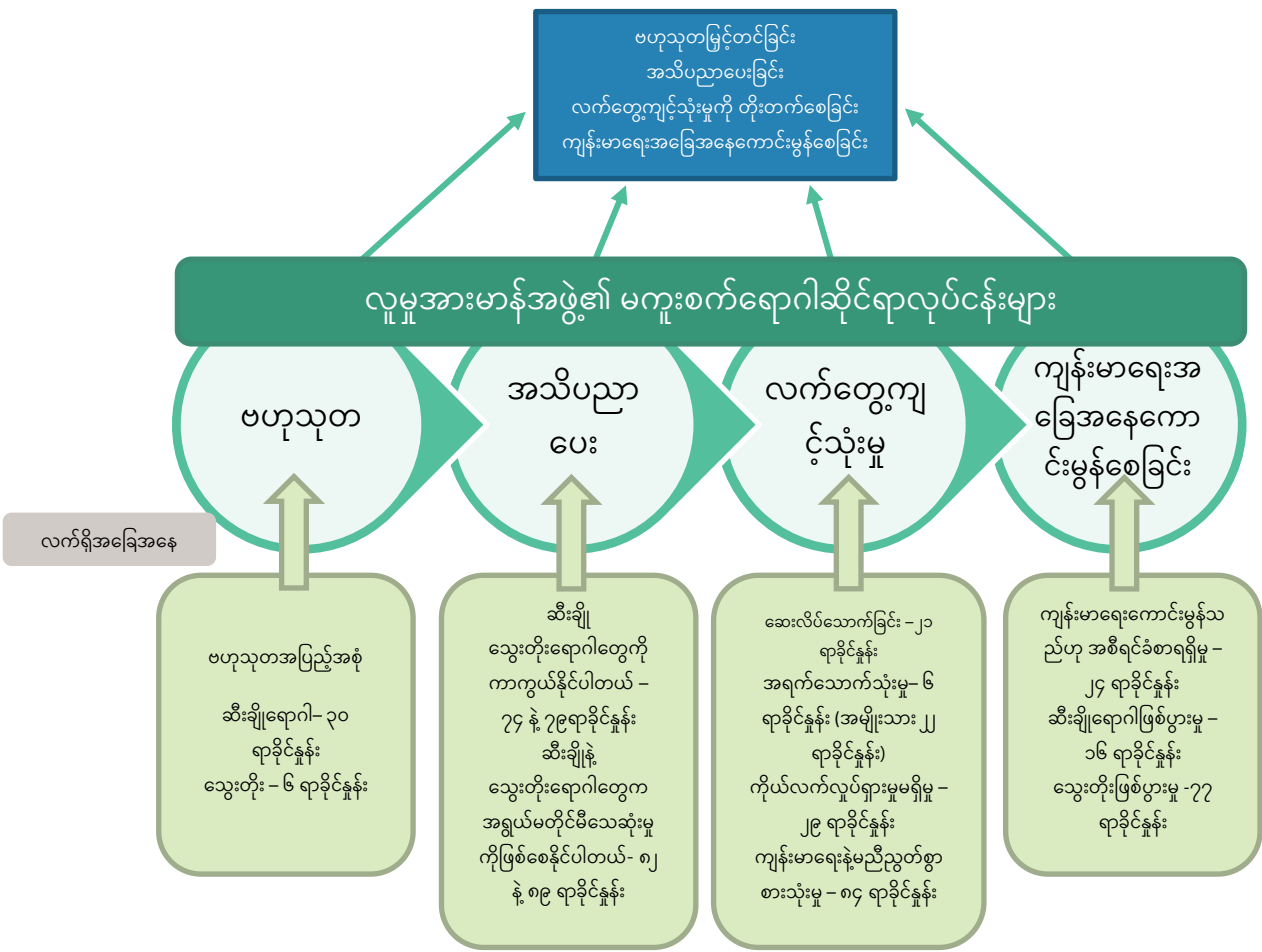 ဗဟုသုတမြှင့်တင်ခြင်း
အသိပညာပေးခြင်း
လက်တွေ့ကျင့်သုံးမှုကို တိုးတက်စေခြင်း
ကျန်းမာရေးအခြေအနေကောင်းမွန်စေခြင်း
လူမှုအားမာန်အဖွဲ့၏ မကူးစက်ရောဂါဆိုင်ရာလုပ်ငန်းများ
ဗဟုသုတ
အသိပညာ
ပေး
လက်တွေ့ကျ
င့်သုံးမှု
ကျန်းမာရေးအ
ခြေအနေကော
င်းမွန်စေခြင်း
လက်ရှိအခြေအနေ
ဗဟုသုတအပြည့်အစုံ
ဆီးချိုရောဂါ– ၃၀
ရာခိုင်နှုန်း
သွေးတိုး – ၆ ရာခိုင်နှုန်း
ဆီးချို
သွေးတိုးရောဂါတွေကို
ကာကွယ်နိုင်ပါတယ် –
၇၄ နဲ့ ၇၉ရာခိုင်နှုန်း
ဆီးချိုနဲ့
သွေးတိုးရောဂါတွေက
အရွယ်မတိုင်မီသေဆုံးမှု
ကိုဖြစ်စေနိုင်ပါတယ်- ၈၂
နဲ့ ၈၉ ရာခိုင်နှုန်း
ဆေးလိပ်သောက်ခြင်း –၂၁
ရာခိုင်နှုန်း
အရက်သောက်သုံးမှု– ၆
ရာခိုင်နှုန်း (အမျိုးသား ၂၂
ရာခိုင်နှုန်း)
ကိုယ်လက်လှုပ်ရှားမှုမရှိမှု –
၂၉ ရာခိုင်နှုန်း
ကျန်းမာရေးနဲ့မညီညွတ်စွာ
စားသုံးမှု – ၈၄ ရာခိုင်နှုန်း
ကျန်းမာရေးကောင်းမွန်သ
ည်ဟု အစီရင်ခံစာရရှိမှု –
၂၄ ရာခိုင်နှုန်း
ဆီးချိုရောဂါဖြစ်ပွားမှု –
၁၆ ရာခိုင်နှုန်း
သွေးတိုးဖြစ်ပွားမှု -၇၇
ရာခိုင်နှုန်း